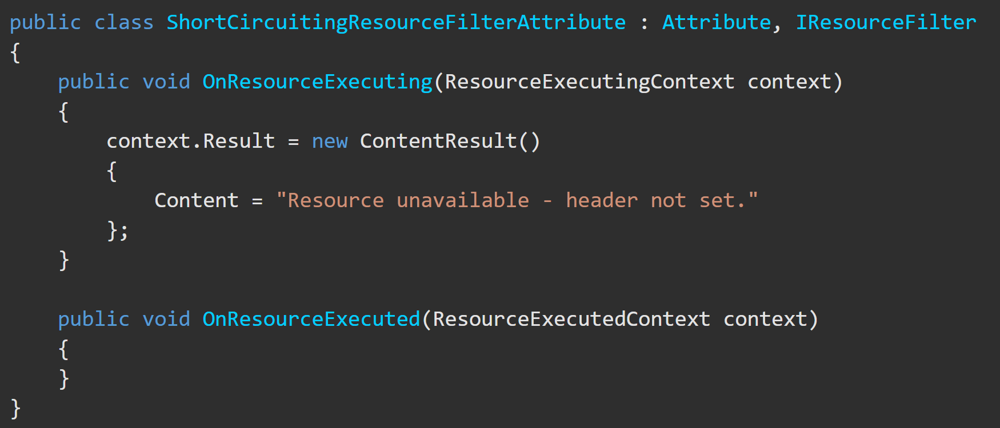 public class ShortCircuitingResourceFilterAttribute : Attribute, IResourceFilter
{
    public void OnResourceExecuting(ResourceExecutingContext context)
    {
        context.Result = new ContentResult()
        {
            Content = "Resource unavailable - header not set."
        };
    }

    public void OnResourceExecuted(ResourceExecutedContext context)
    {
    }
}